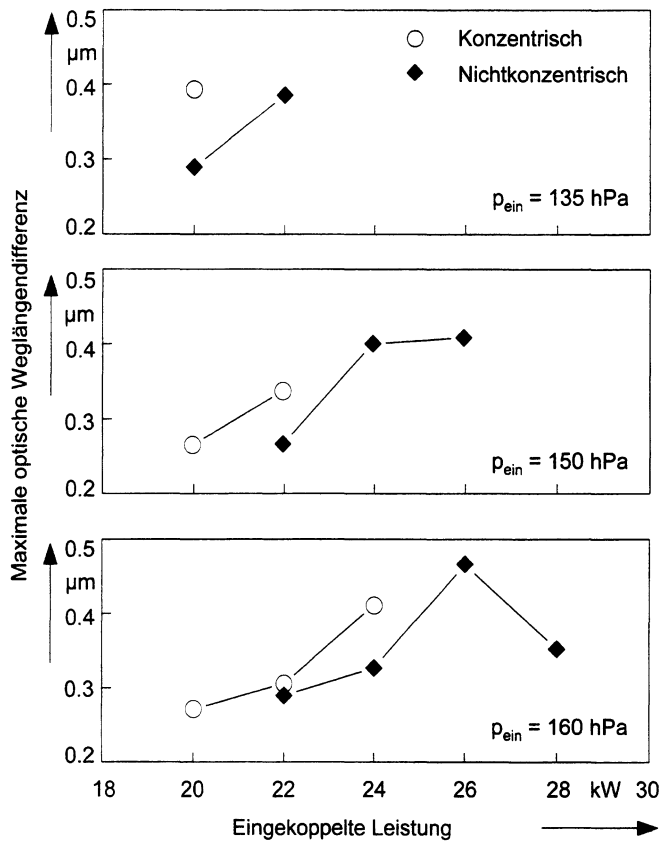 Maximale optische Weglängendifferenz
0.5
µm
0.4
0.3
0.2
Konzentrisch
Nichtkonzentrisch
p_ein = 135 hPa
0.5
µm
0.4
0.3
0.2
p_ein = 150 hPa
0.5
µm
0.4
0.3
0.2
p_ein = 160 hPa
18 20 22 24 26 28 kW 30
Eingekoppelte Leistung